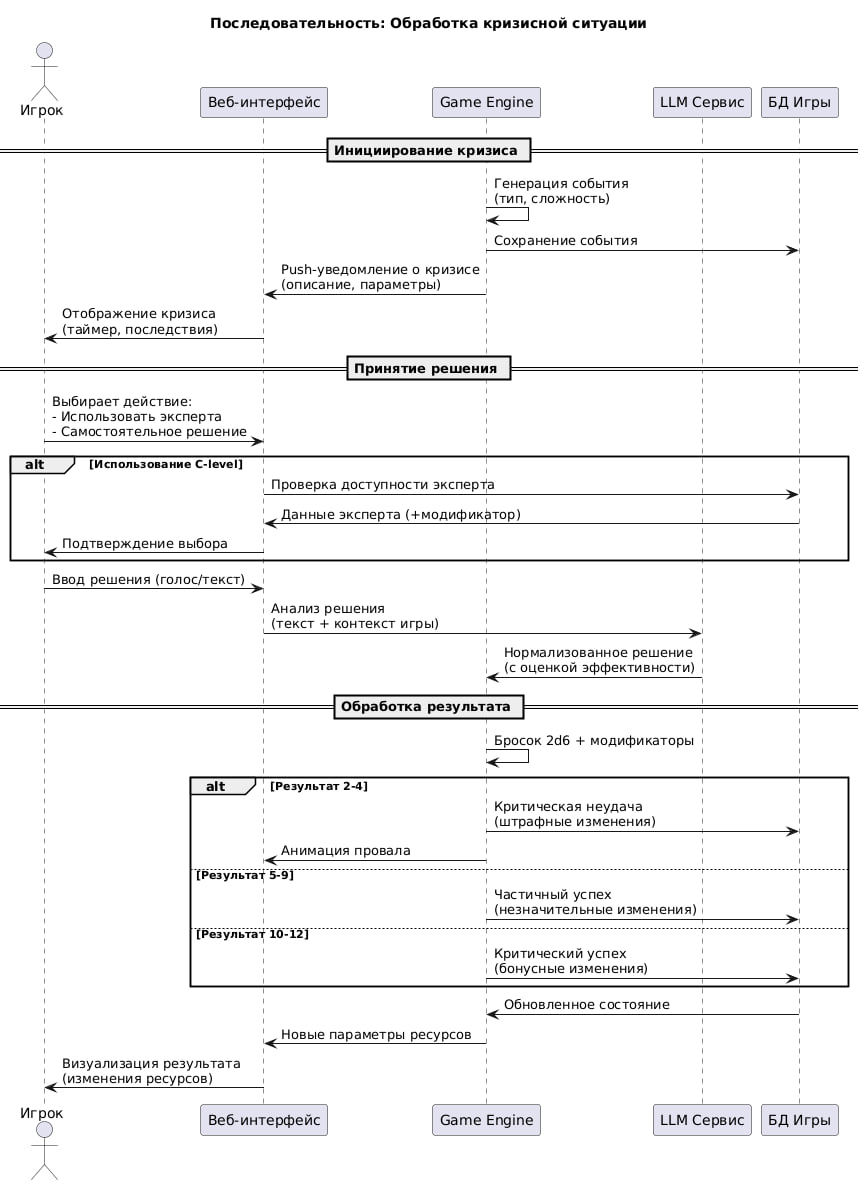 Последовательность: Обработка кризисной ситуации
Игрок
Веб-интерфейс
Game Engine
LLM Сервис
БД Игры
Инициирование кризиса
Генерация события
(тип, сложность)
Сохранение события
Push-уведомление о кризисе
(описание, параметры)
Отображение кризиса
(таймер, последствия)
Принятие решения
Выбирает действие:
- Использовать эксперта
- Самостоятельное решение
alt
[Использование C-level]
Проверка доступности эксперта
Данные эксперта (+модификатор)
Подтверждение выбора
Ввод решения (голос/текст)
Анализ решения
(текст + контекст игры)
Нормализованное решение
(с оценкой эффективности)
Обработка результата
Бросок 2d6 + модификаторы
alt
[Результат 2-4]
Критическая неудача
(штрафные изменения)
Анимация провала
[Результат 5-9]
Частичный успех
(незначительные изменения)
[Результат 10-12]
Критический успех
(бонусные изменения)
Обновленное состояние
Новые параметры ресурсов
Визуализация результата
(изменения ресурсов)
Игрок
Веб-интерфейс
Game Engine
LLM Сервис
БД Игры